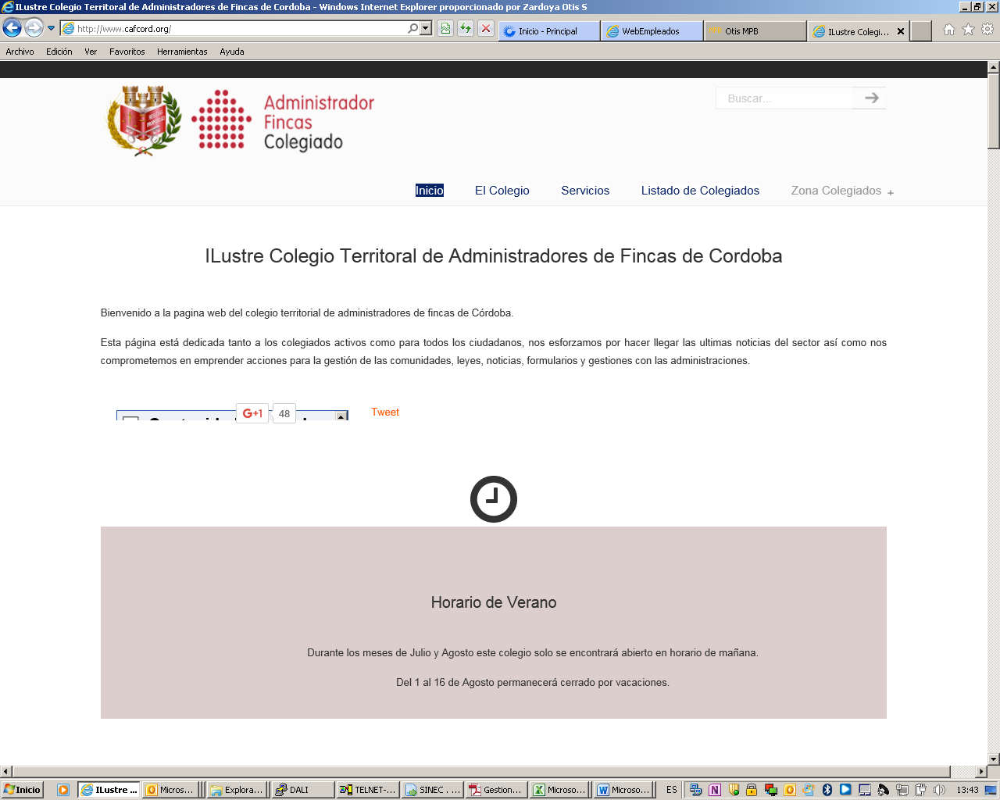 ILustre Colegio Territoral de Administradores de Fincas de Cordoba - Windows Internet Explorer proporcionado por Zardoya Otis S
http://www.cafcord.org/
Inicio - Principal
WebEmpleados
Otis MPB
ILustre Colegi...
Archivo Edición Ver Favoritos Herramientas Ayuda
Administrador
Fincas
Colegiado
Buscar...
Inicio El Colegio Servicios Listado de Colegiados Zona Colegiados +
ILustre Colegio Territoral de Administradores de Fincas de Cordoba
Bienvenido a la pagina web del colegio territorial de administradores de fincas de Córdoba.
Esta página está dedicada tanto a los colegiados activos como para todos los ciudadanos, nos esforzamos por hacer llegar las ultimas noticias del sector así como nos
comprometemos en emprender acciones para la gestión de las comunidades, leyes, noticias, formularios y gestiones con las administraciones.
G+1 48 Tweet
Horario de Verano
Durante los meses de Julio y Agosto este colegio solo se encontrará abierto en horario de mañana.
Del 1 al 16 de Agosto permanecerá cerrado por vacaciones.
Inicio ILustre ... Micros... Explora... DALI TELNET-... SINEC . ... Gestion... Microso... Microso... ES 13:43